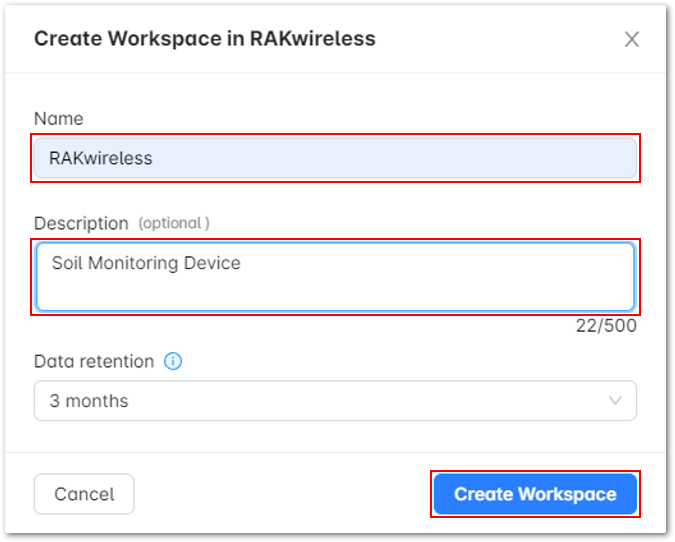 Create Workspace in RAKwireless
Name
RAKwireless
Description (optional )
Soil Monitoring Device
22/500
Data retention
3 months
Cancel
Create Workspace